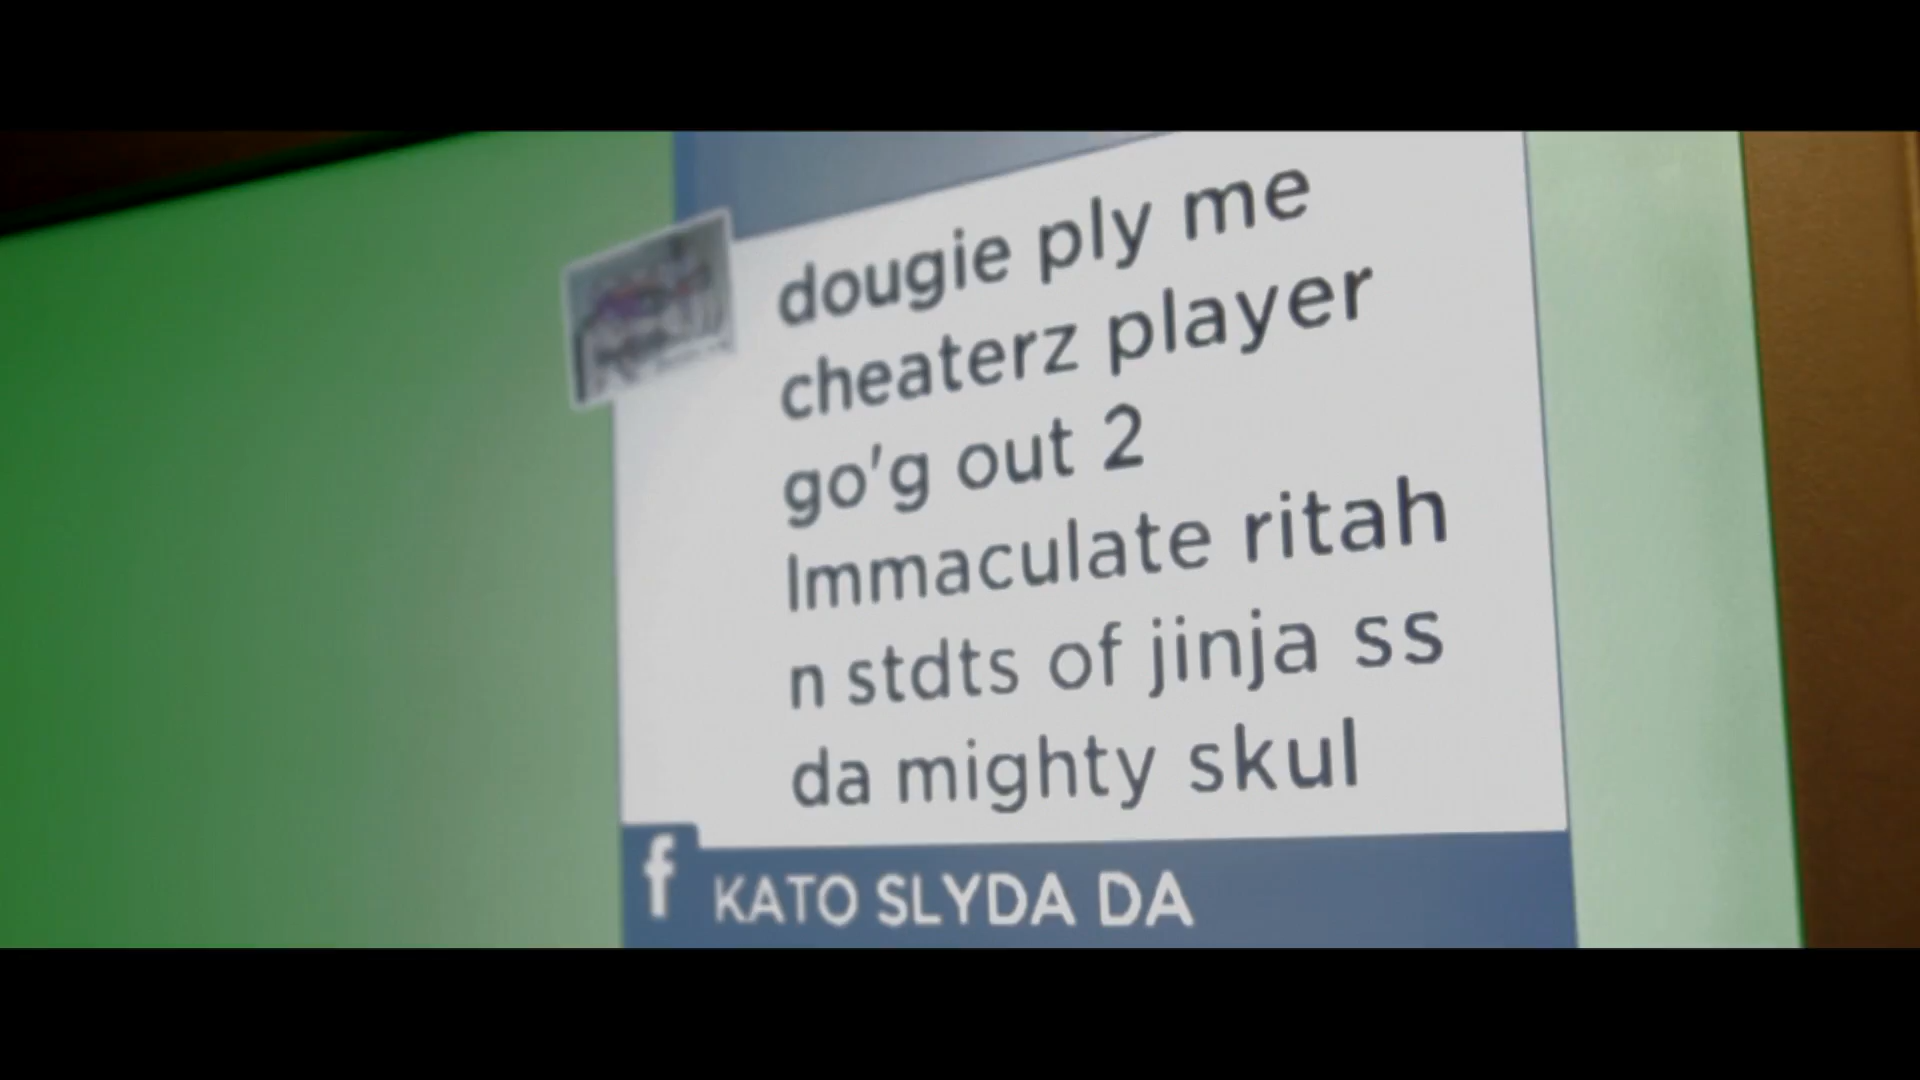 dougie ply me
cheaterz player
go'g out 2
Immaculate ritah
n stdts of jinja ss
da mighty skul
f KATO SLYDA DA